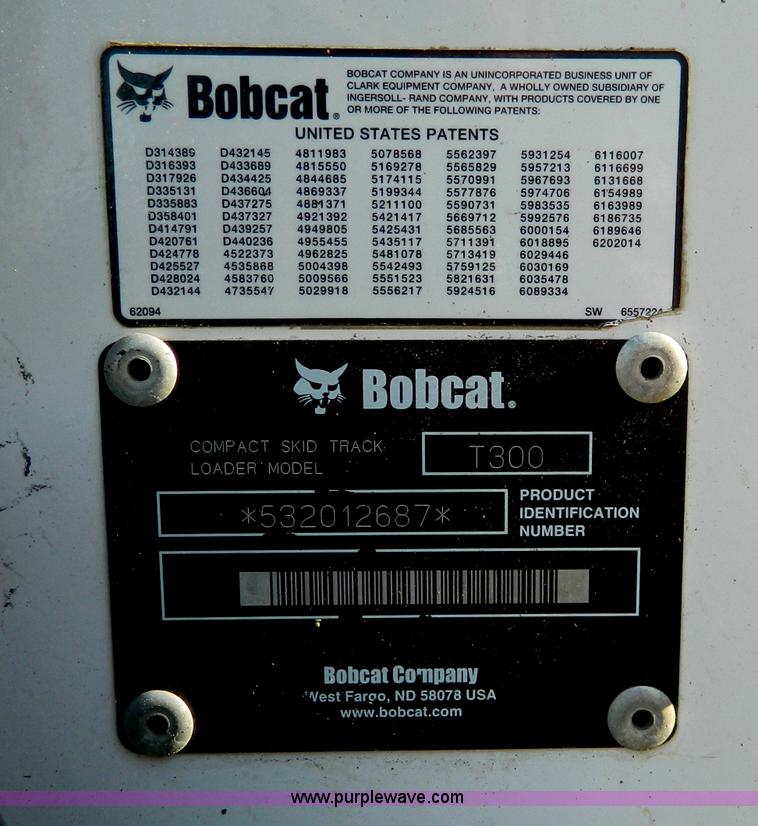 Bobcat®
BOBCAT COMPANY IS AN UNINCORPORATED BUSINESS UNIT OF
CLARK EQUIPMENT COMPANY, A WHOLLY OWNED SUBSIDIARY OF
INGERSOLL- RAND COMPANY, WITH PRODUCTS COVERED BY ONE
OR MORE OF THE FOLLOWING PATENTS:
UNITED STATES PATENTS
D314389 D432145 4811983 5078568 5562397 5931254 6116007
D316393 D433689 4815550 5169278 5565829 5957213 6116699
D317926 D434425 4844685 5174115 5570991 5967693 6131668
D335131 D436604 4869337 5199344 5577876 5974706 6154989
D335883 D437275 4881371 5211100 5590731 5983535 6163989
D358401 D437327 4921392 5421417 5669712 5992576 6186735
D414791 D439257 4949805 5425431 5685563 6000154 6189646
D420761 D440236 4955455 5435117 5711391 6018895 6202014
D424778 4522373 4962825 5481078 5713419 6029446
D425527 4535868 5004398 5542493 5759125 6030169
D428024 4583760 5009566 5551523 5821631 6035478
D432144 4735547 5029918 5556217 5924516 6089334
62094 SW 6557224
Bobcat®
COMPACT SKID TRACK
LOADER MODEL
T300
*532012687*
PRODUCT
IDENTIFICATION
NUMBER
Bobcat Company
West Fargo, ND 58078 USA
www.bobcat.com
www.purplewave.com